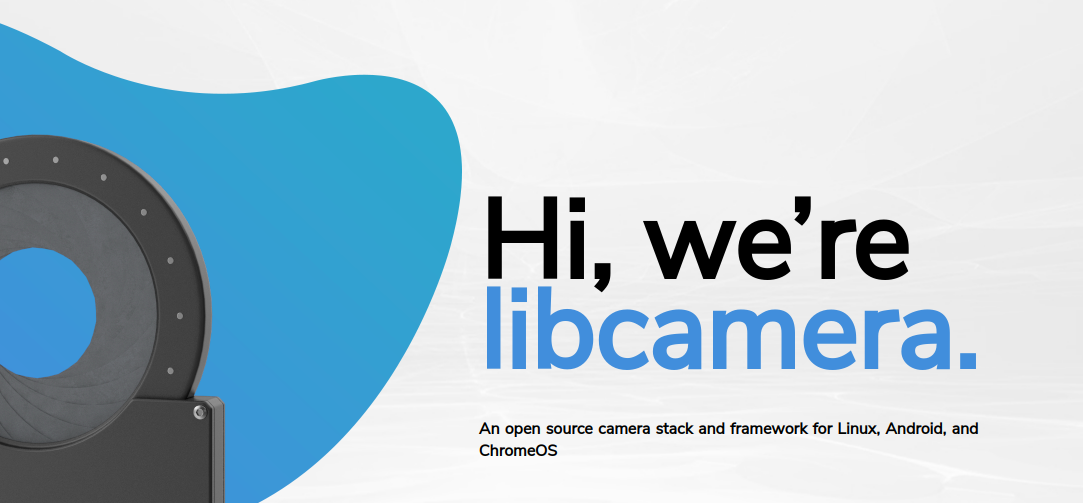 Hi, we’re
libcamera.
An open source camera stack and framework for Linux, Android, and
ChromeOS